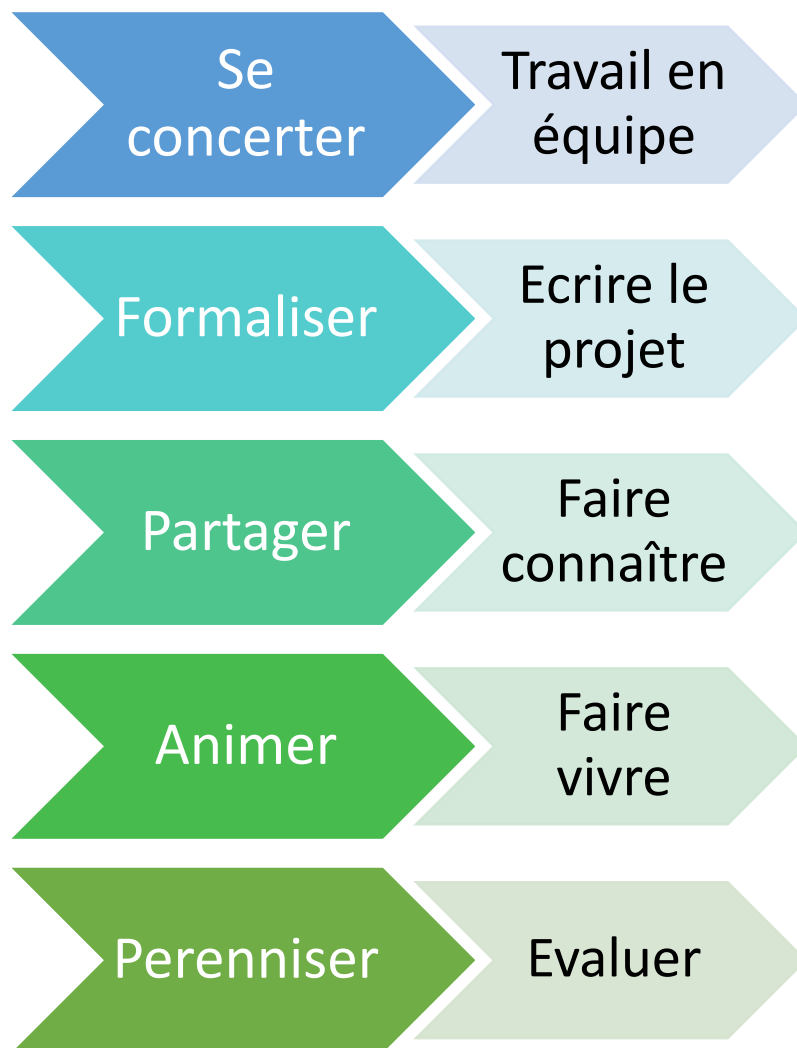 Se
concerter
Travail en
équipe
Formaliser
Ecrire le
projet
Partager
Faire
connaître
Animer
Faire
vivre
Perenniser
Evaluer